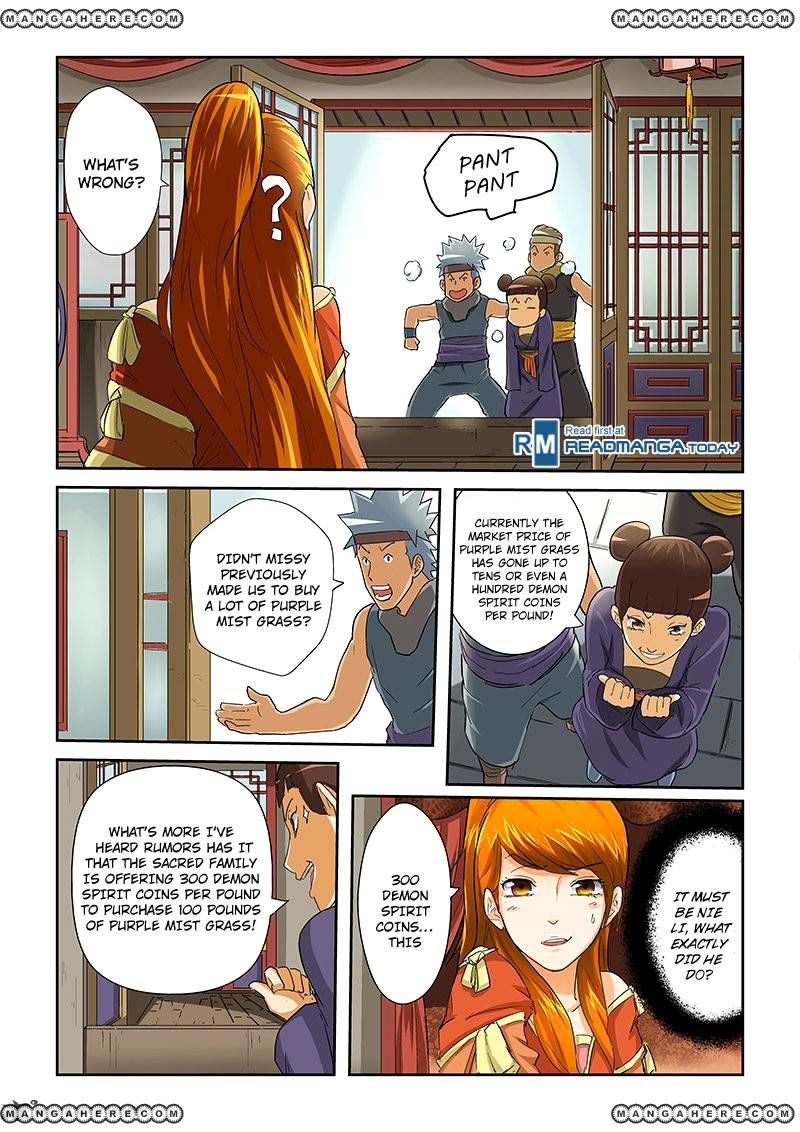 MANGAHERE.COM
MANGAHERE.COM
WHAT'S
WRONG?
?
PANT
PANT
RM
Read first at
READMANGA.TODAY
DIDN'T MISSY
PREVIOUSLY
MADE US TO BUY
A LOT OF PURPLE
MIST GRASS?
CURRENTLY THE
MARKET PRICE OF
PURPLE MIST GRASS
HAS GONE UP TO
TENS OR EVEN A
HUNDRED DEMON
SPIRIT COINS
PER POUND!
WHAT'S MORE I'VE
HEARD RUMORS HAS IT
THAT THE SACRED FAMILY
IS OFFERING 300 DEMON
SPIRIT COINS PER POUND
TO PURCHASE 100 POUNDS
OF PURPLE MIST GRASS!
300
DEMON
SPIRIT
COINS...
THIS
IT MUST
BE NIE
LI, WHAT
EXACTLY
DID HE
DO?
MANGAHERE.COM
MANGAHERE.COM